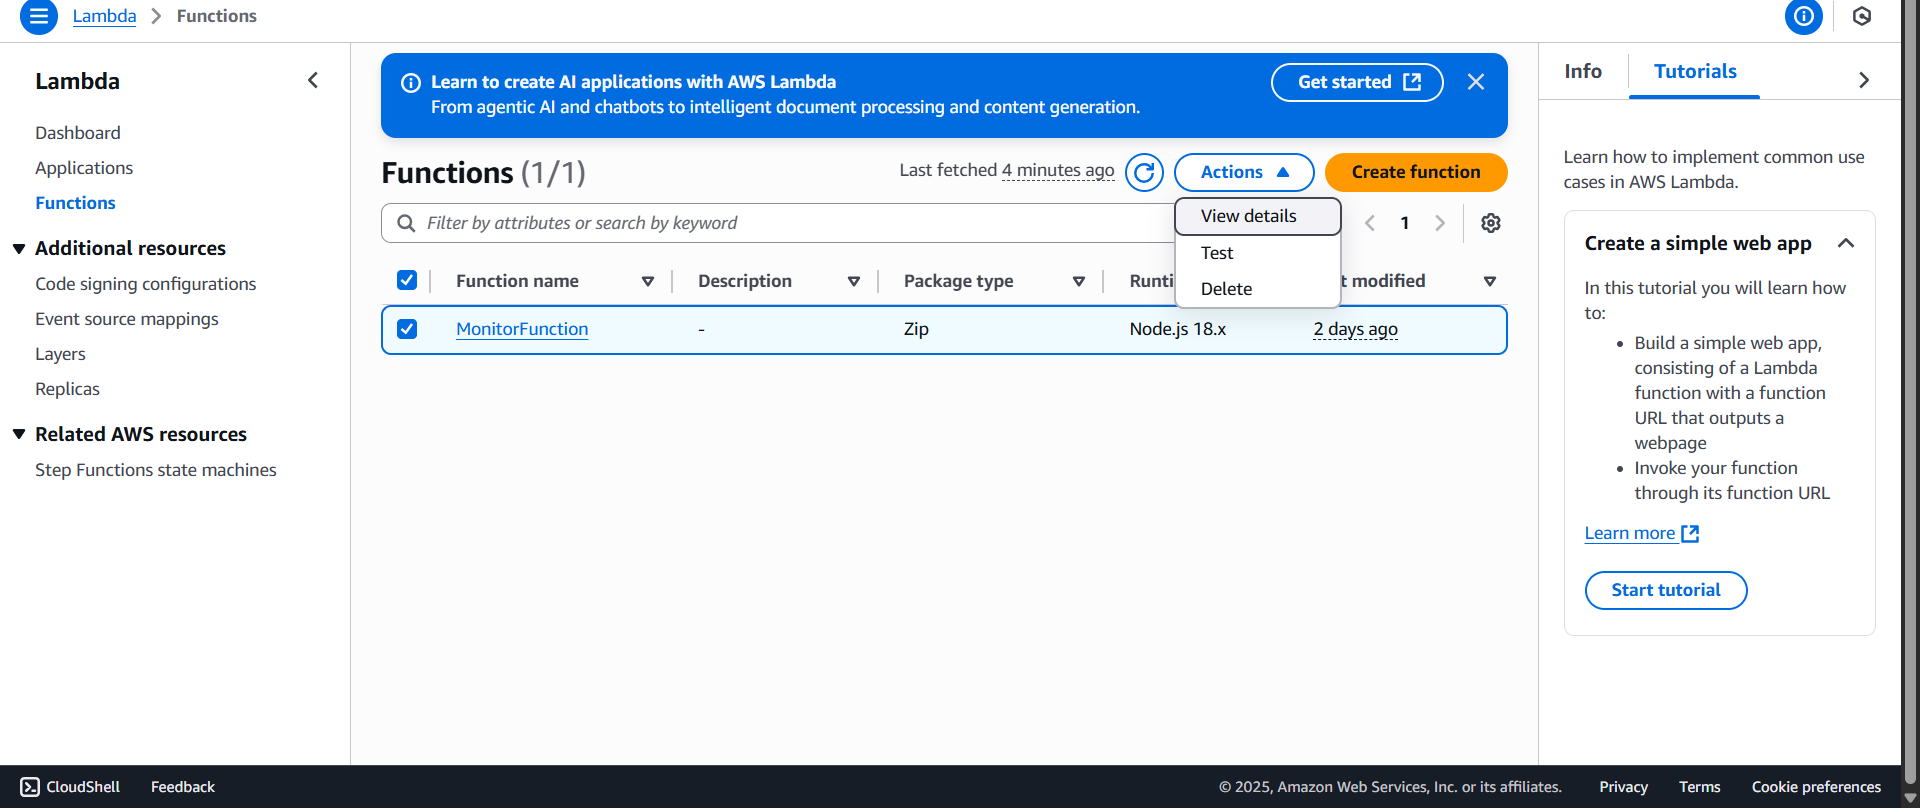 Lambda > Functions
Lambda
Dashboard
Applications
Functions
Additional resources
Code signing configurations
Event source mappings
Layers
Replicas
Related AWS resources
Step Functions state machines
Learn to create AI applications with AWS Lambda
From agentic AI and chatbots to intelligent document processing and content generation.
Get started
Functions (1/1)
Last fetched 4 minutes ago
Actions
Create function
Filter by attributes or search by keyword
1
View details
Test
Delete
Function name Description Package type modified
MonitorFunction - Zip Node.js 18.x 2 days ago
Info Tutorials
Learn how to implement common use
cases in AWS Lambda.
Create a simple web app
In this tutorial you will learn how
to:
• Build a simple web app,
consisting of a Lambda
function with a function
URL that outputs a
webpage
• Invoke your function
through its function URL
Learn more
Start tutorial
CloudShell Feedback © 2025, Amazon Web Services, Inc. or its affiliates. Privacy Terms Cookie preferences